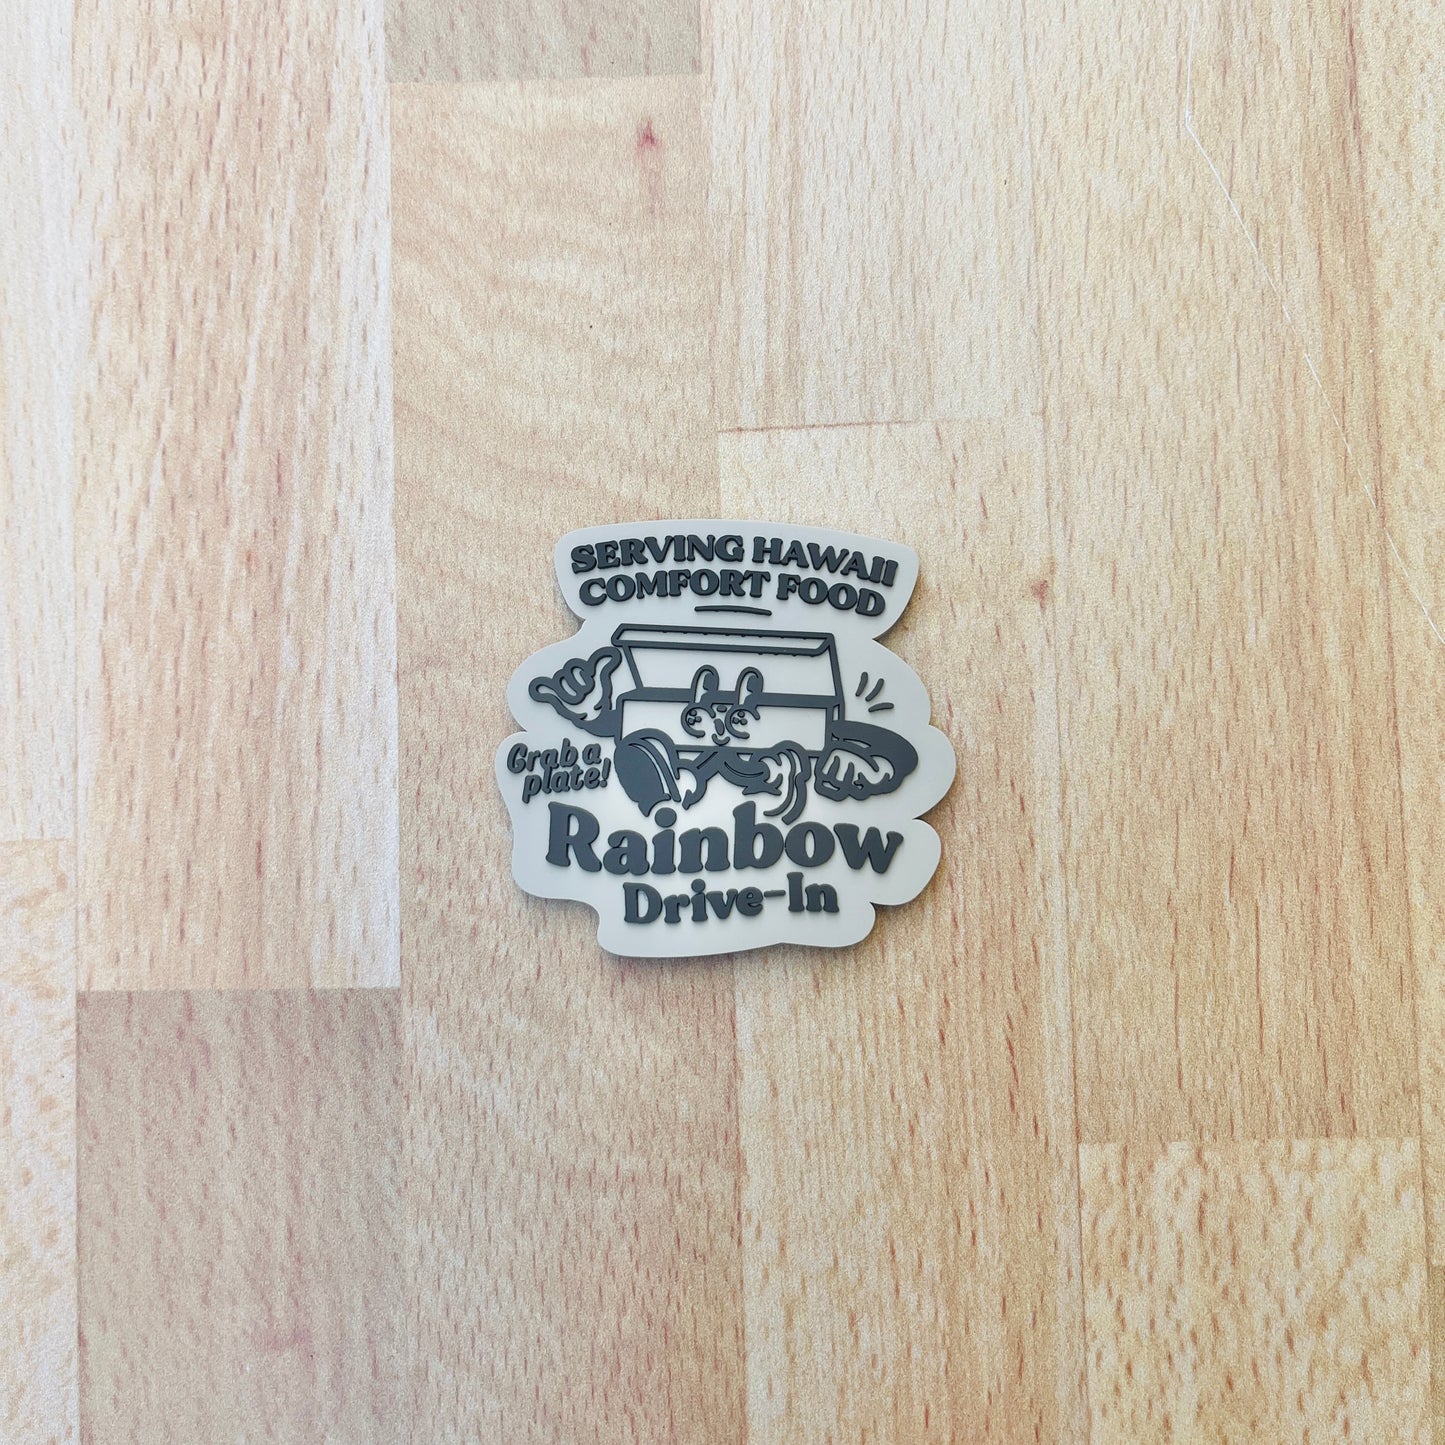 SERVING HAWAII
COMFORT FOOD
Grab a
plate!
Rainbow
Drive-In